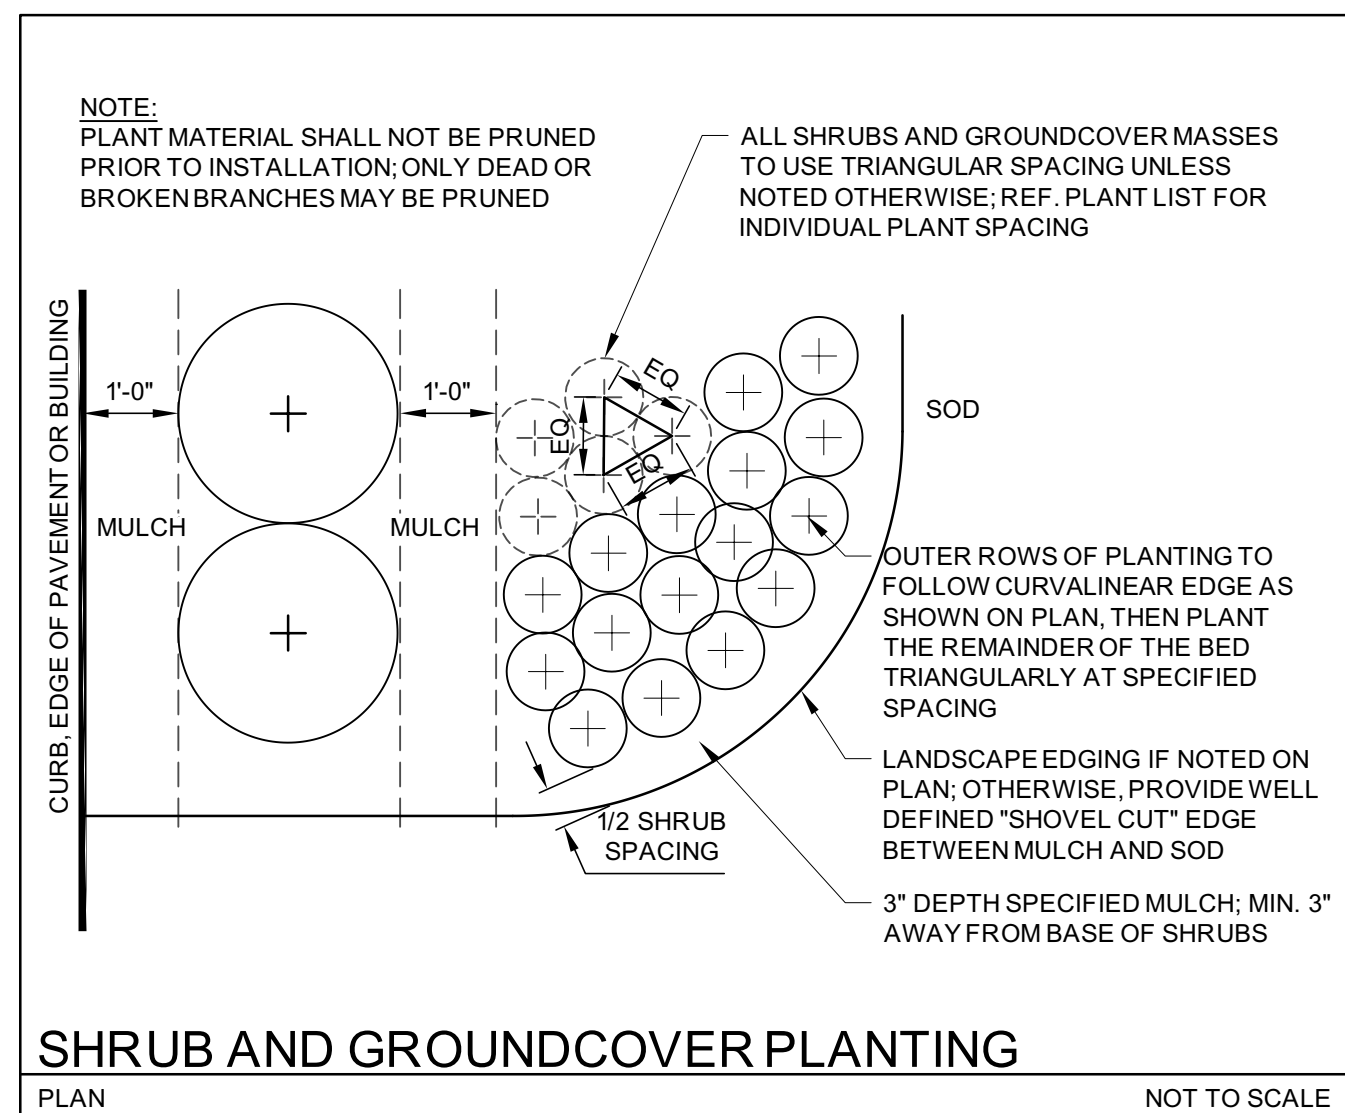 NOTE:
PLANT MATERIAL SHALL NOT BE PRUNED
PRIOR TO INSTALLATION; ONLY DEAD OR
BROKEN BRANCHES MAY BE PRUNED
ALL SHRUBS AND GROUNDCOVER MASSES
TO USE TRIANGULAR SPACING UNLESS
NOTED OTHERWISE; REF. PLANT LIST FOR
INDIVIDUAL PLANT SPACING
CURB, EDGE OF PAVEMENT OR BUILDING
1'-0"
1'-0"
EQ
EQ
EQ
SOD
MULCH
MULCH
OUTER ROWS OF PLANTING TO
FOLLOW CURVALINEAR EDGE AS
SHOWN ON PLAN, THEN PLANT
THE REMAINDER OF THE BED
TRIANGULARLY AT SPECIFIED
SPACING
LANDSCAPE EDGING IF NOTED ON
PLAN; OTHERWISE, PROVIDE WELL
DEFINED "SHOVEL CUT" EDGE
BETWEEN MULCH AND SOD
1/2 SHRUB
SPACING
3" DEPTH SPECIFIED MULCH; MIN. 3"
AWAY FROM BASE OF SHRUBS
SHRUB AND GROUNDCOVER PLANTING
PLAN
NOT TO SCALE